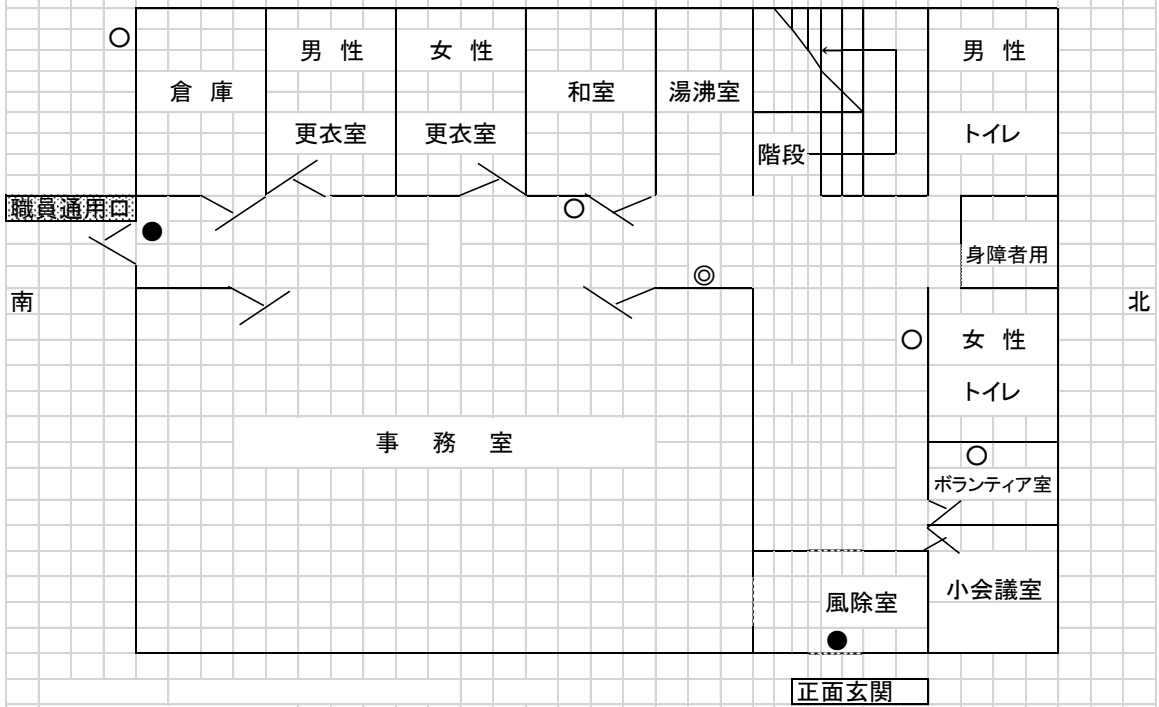 男 性
女 性
男 性
倉 庫
和室
湯沸室
更衣室
更衣室
トイレ
階段
職員通用口
身障者用
南
北
女 性
トイレ
事 務 室
ボランティア室
風除室
小会議室
正面玄関